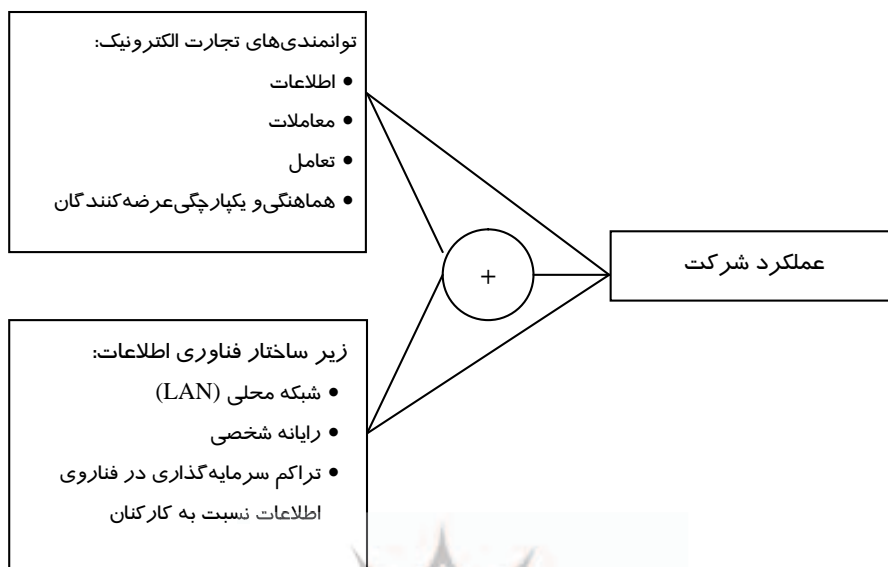 توانمندی‌های تجارت الکترونیک:
• اطلاعات
• معاملات
• تعامل
• هماهنگی‌و یکپارچگی‌عرضه‌کنندگان
+
عملکرد شرکت
زیر ساختار فناوری اطلاعات:
• شبکه محلی (LAN)
• رایانه شخصی
• تراکم سرمایه‌گذاری در فناروی
اطلاعات نسبت به کارکنان